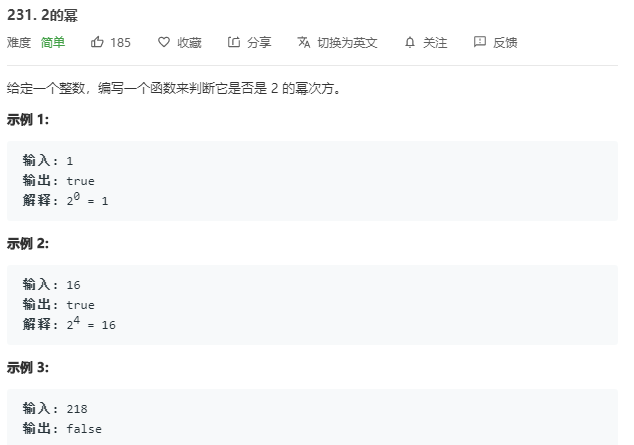 231. 2的幂
难度 简单 185 收藏 分享 切换为英文 关注 反馈
给定一个整数，编写一个函数来判断它是否是 2 的幂次方。
示例 1:
输入: 1
输出: true
解释: 2⁰ = 1
示例 2:
输入: 16
输出: true
解释: 2⁴ = 16
示例 3:
输入: 218
输出: false